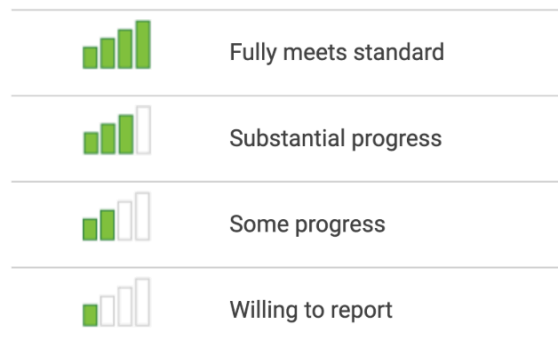 Fully meets standard
Substantial progress
Some progress
Willing to report